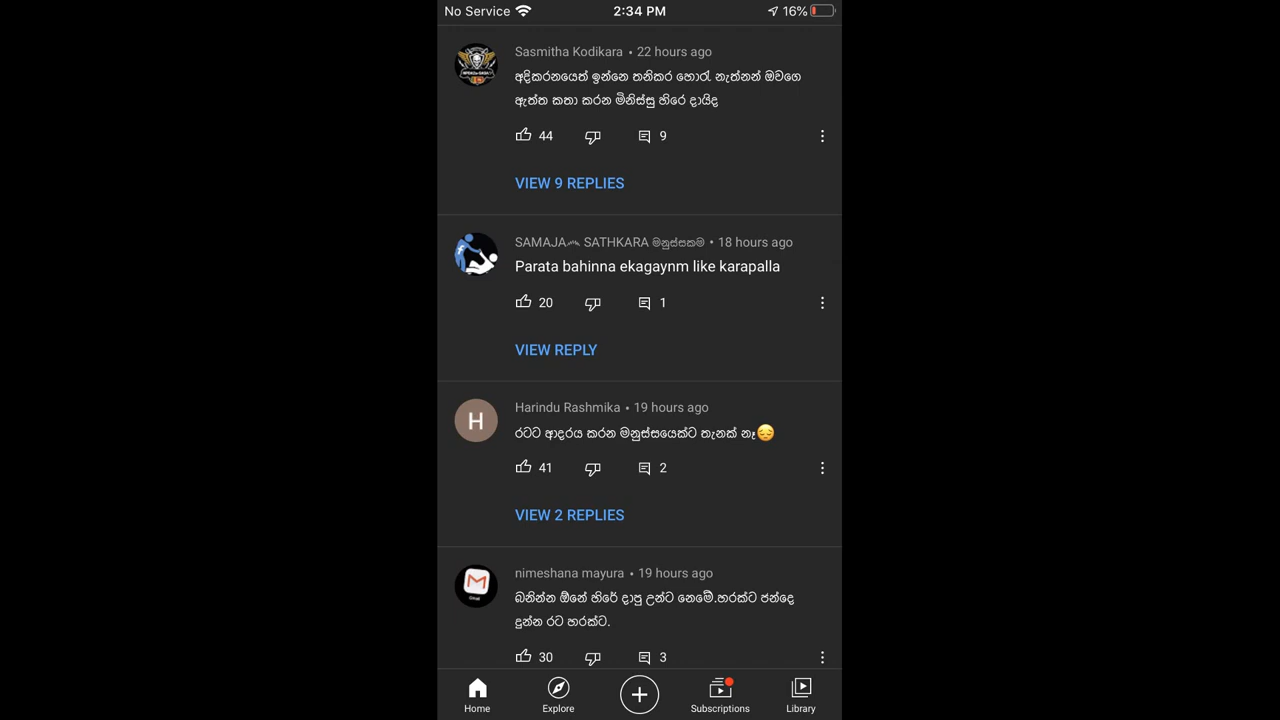 No Service 2:34 PM 16%
Sasmitha Kodikara • 22 hours ago
අදිකරනයෙත් ඉන්නෙ තනිකර හොරැ නැත්නන් ඔවගෙ
ඇත්ත කතා කරන මිනිස්සු හිරෙ දායිද
44 9
VIEW 9 REPLIES
SAMAJA SATHKARA මනුස්සකම • 18 hours ago
Parata bahinna ekagaynm like karapalla
20 1
VIEW REPLY
H
Harindu Rashmika • 19 hours ago
රටට ආදරය කරන මනුස්සයෙක්ට තැනක් නෑ😔
41 2
VIEW 2 REPLIES
nimeshana mayura • 19 hours ago
බනින්න ඕනේ හිරේ දාපු උන්ට නෙමේ.හරක්ට ජන්දෙ
දුන්න රට හරක්ට.
30 3
Home Explore Subscriptions Library